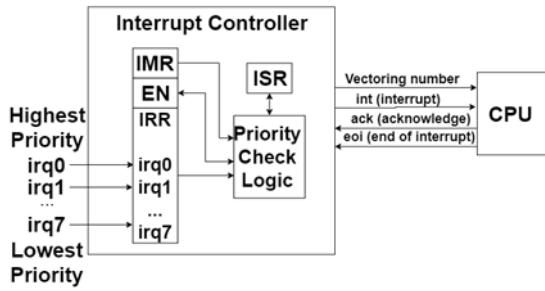 Interrupt Controller
IMR
EN
IRR
irq0
irq1
...
irq7
ISR
Priority
Check
Logic
Highest
Priority
irq0
irq1
...
irq7
Lowest
Priority
Vectoring number
int (interrupt)
ack (acknowledge)
eoi (end of interrupt)
CPU